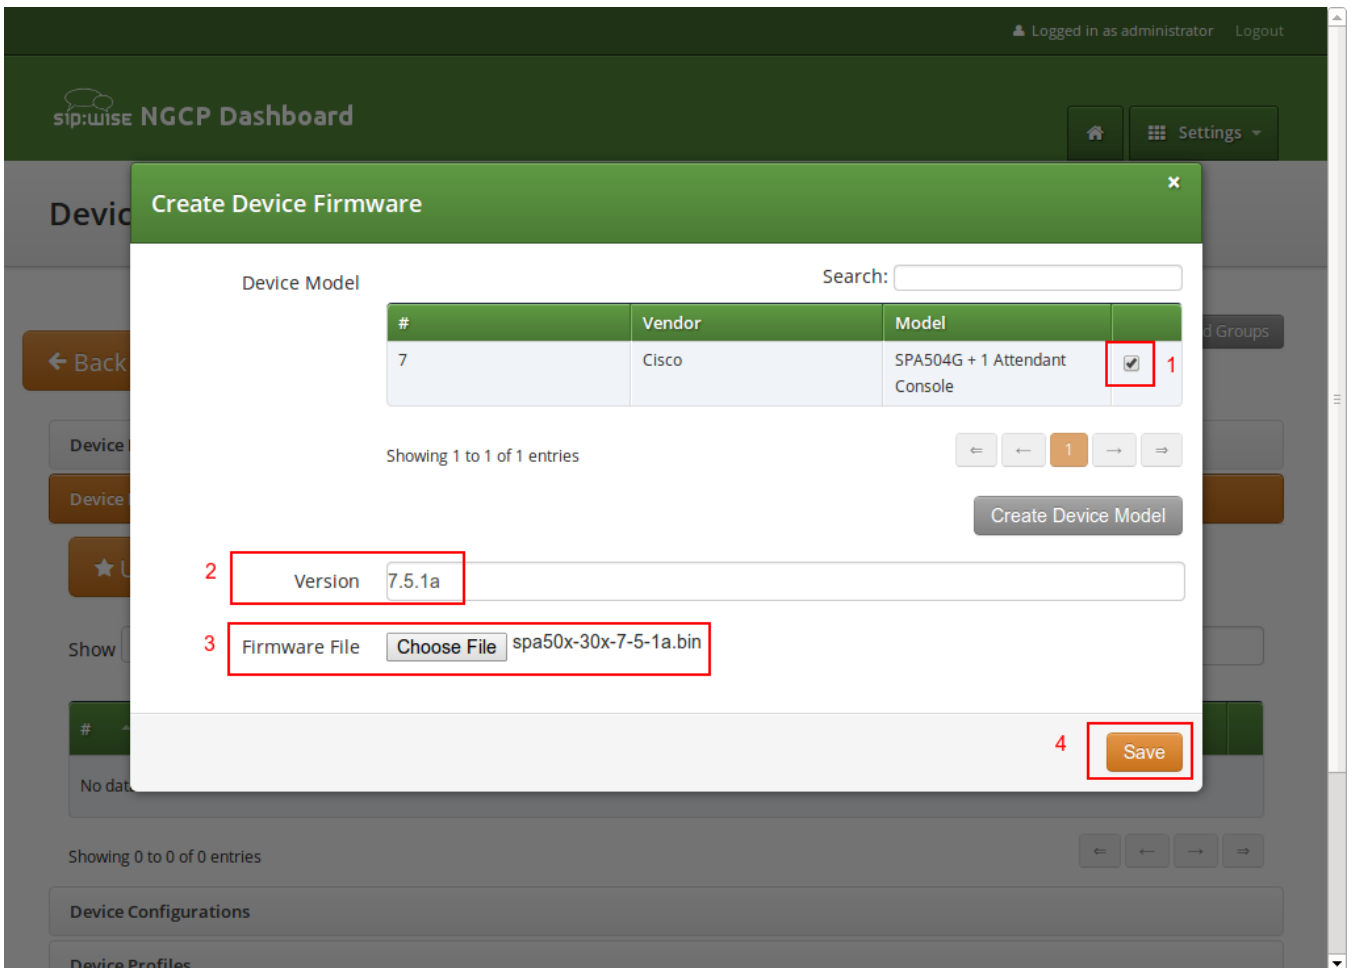 Logged in as administrator Logout
sip:wise NGCP Dashboard
Settings
Devic
Create Device Firmware ×
Device Model
Search:
# Vendor Model
7 Cisco SPA504G + 1 Attendant
Console
1
d Groups
← Back
Showing 1 to 1 of 1 entries
⇐ ← 1 → ⇒
Device
Device
Create Device Model
U
2 Version 7.5.1a
3 Firmware File Choose File spa50x-30x-7-5-1a.bin
Show
#
4 Save
No dat
Showing 0 to 0 of 0 entries
⇐ ← → ⇒
Device Configurations
Device Profiles